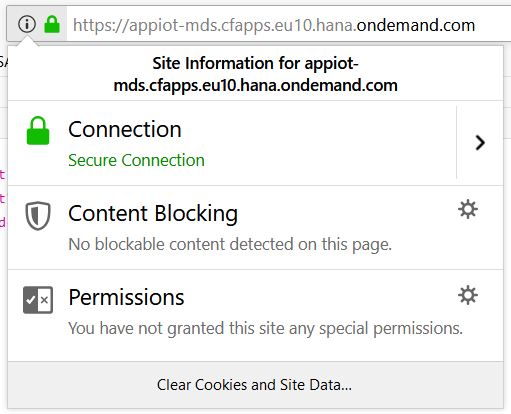 https://appiot-mds.cfapps.eu10.hana.ondemand.com
Site Information for appiot-
mds.cfapps.eu10.hana.ondemand.com
Connection
Secure Connection
Content Blocking
No blockable content detected on this page.
Permissions
You have not granted this site any special permissions.
Clear Cookies and Site Data...